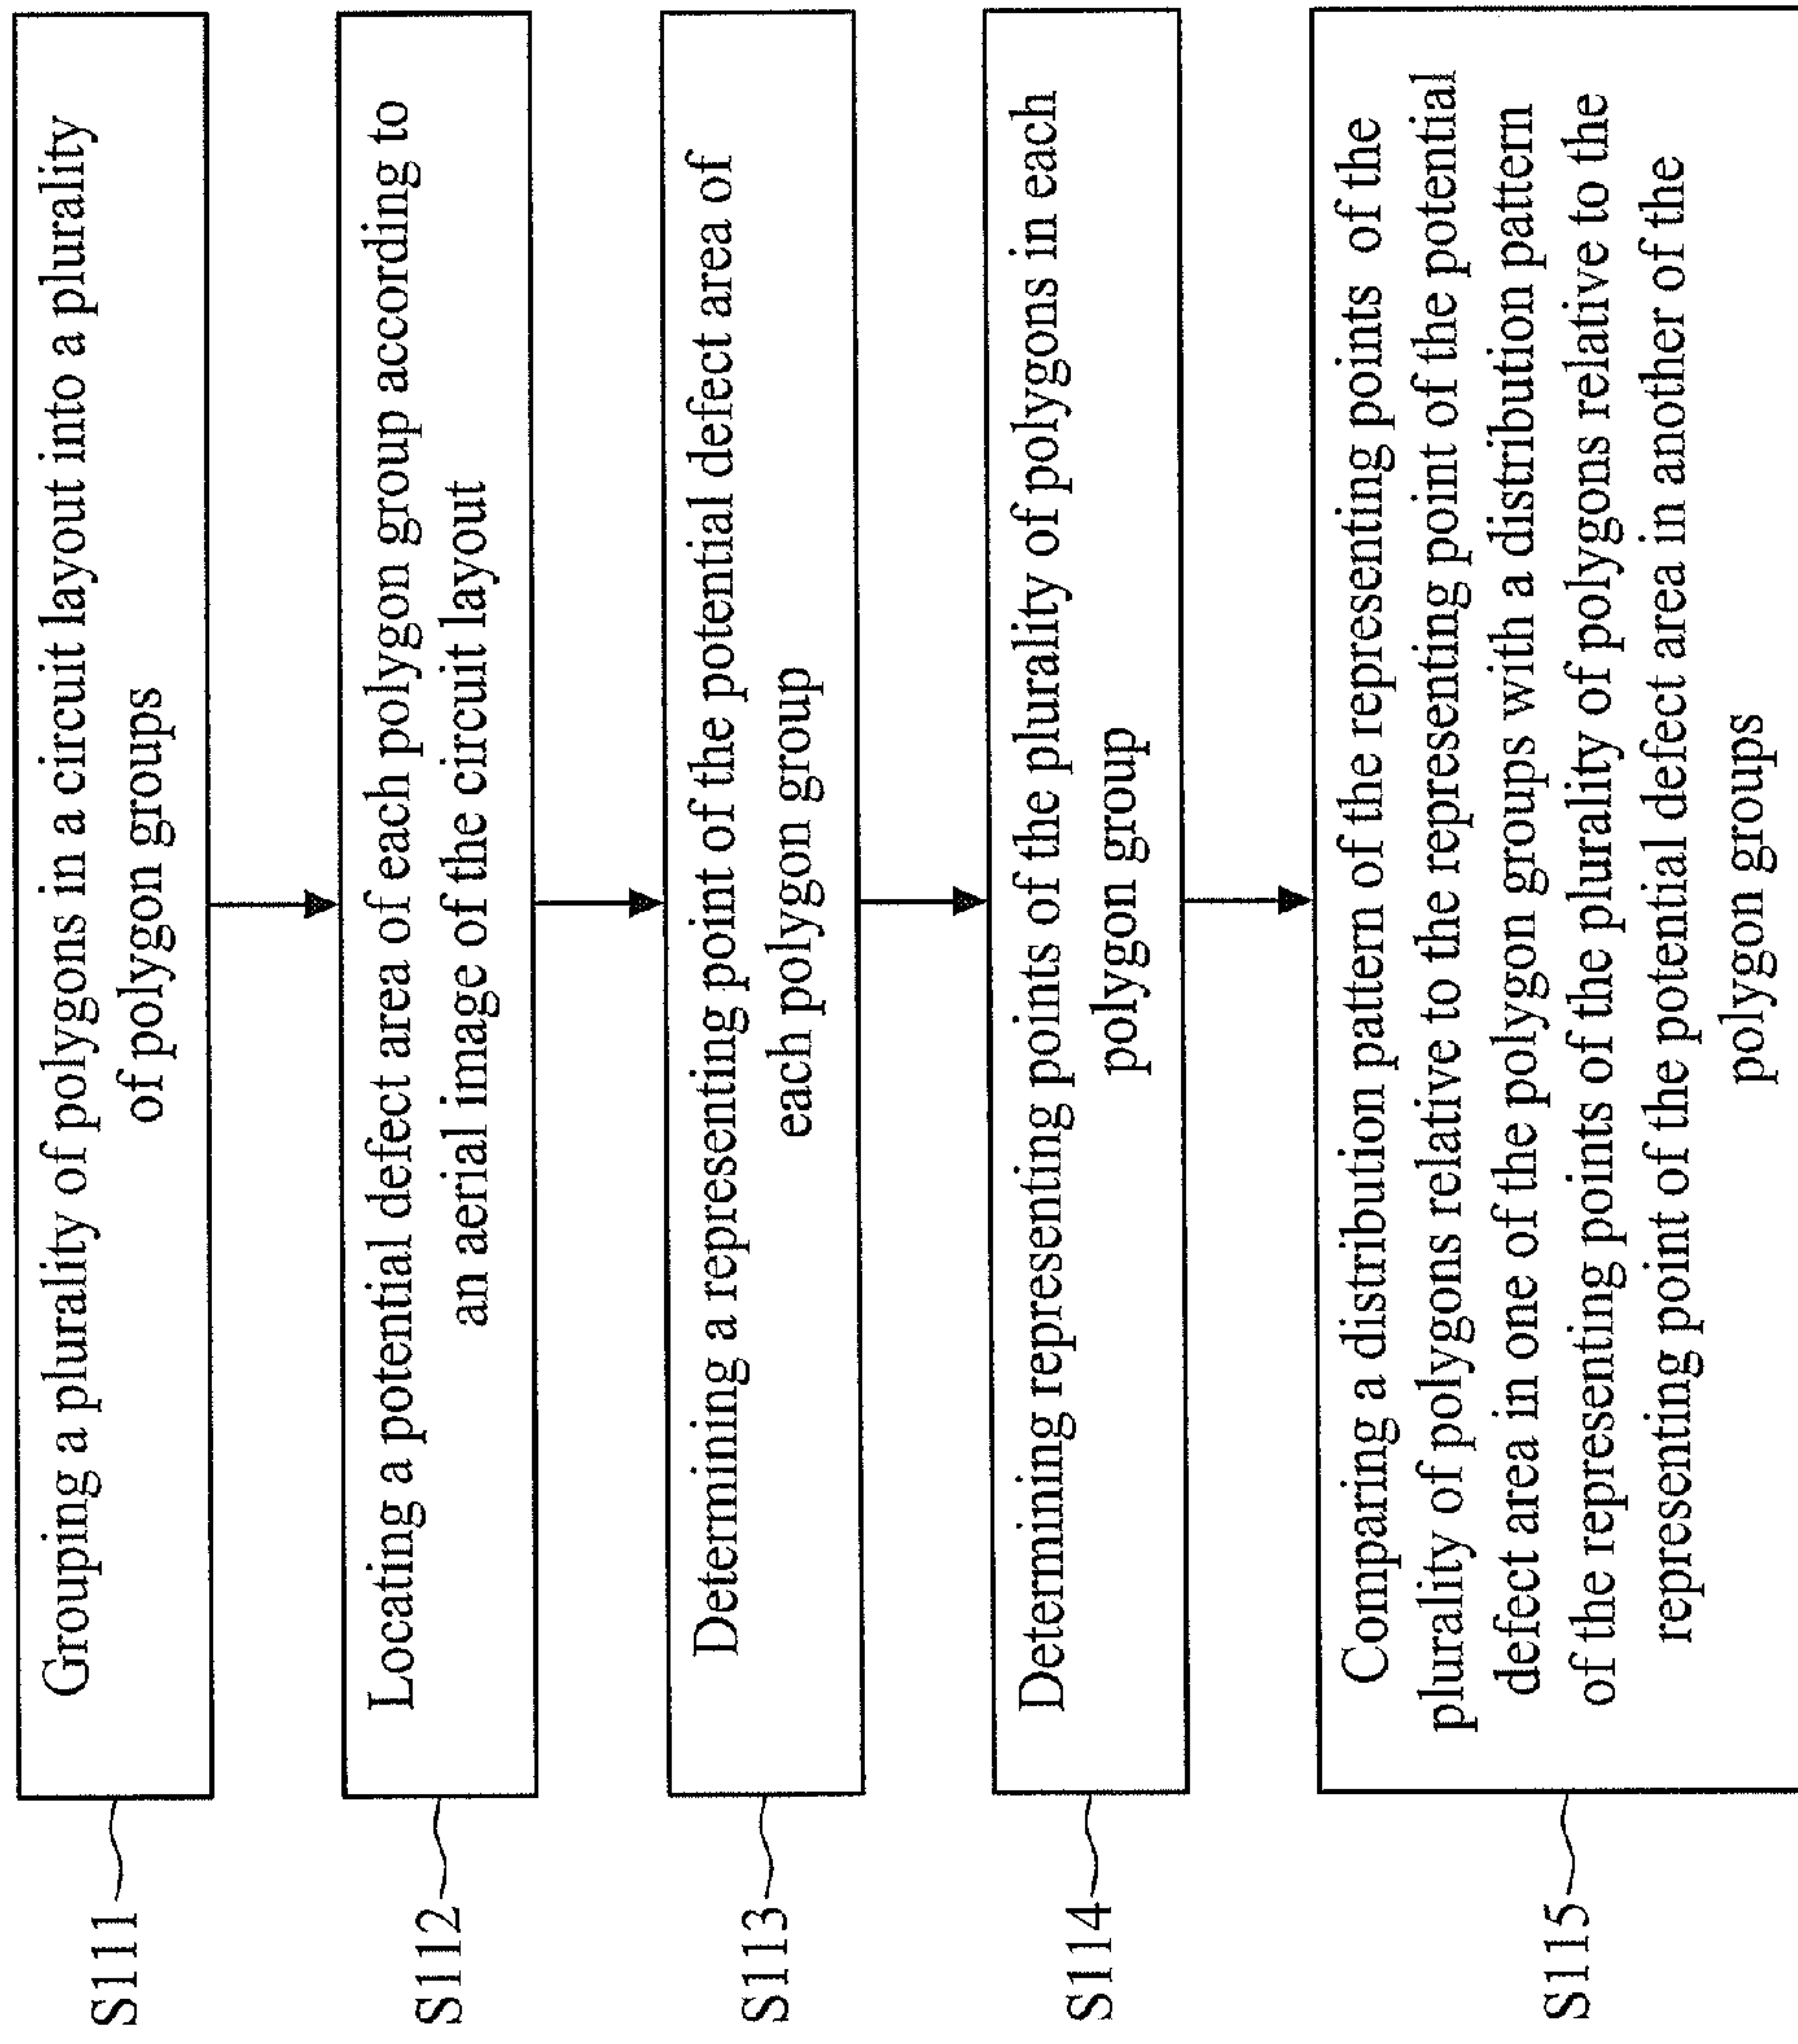 S111
Grouping a plurality of polygons in a circuit layout into a plurality
of polygon groups
S112
Locating a potential defect area of each polygon group according to
an aerial image of the circuit layout
S113
Determining a representing point of the potential defect area of
each polygon group
S114
Determining representing points of the plurality of polygons in each
polygon group
S115
Comparing a distribution pattern of the representing points of the
plurality of polygons relative to the representing point of the potential
defect area in one of the polygon groups with a distribution pattern
of the representing points of the plurality of polygons relative to the
representing point of the potential defect area in another of the
polygon groups